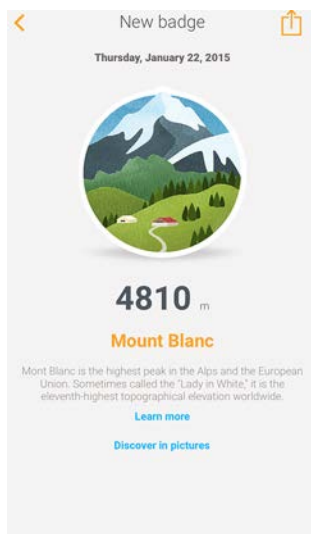 New badge
Thursday, January 22, 2015
4810 m
Mount Blanc
Mont Blanc is the highest peak in the Alps and the European
Union. Sometimes called the "Lady in White," it is the
eleventh-highest topographical elevation worldwide.
Learn more
Discover in pictures